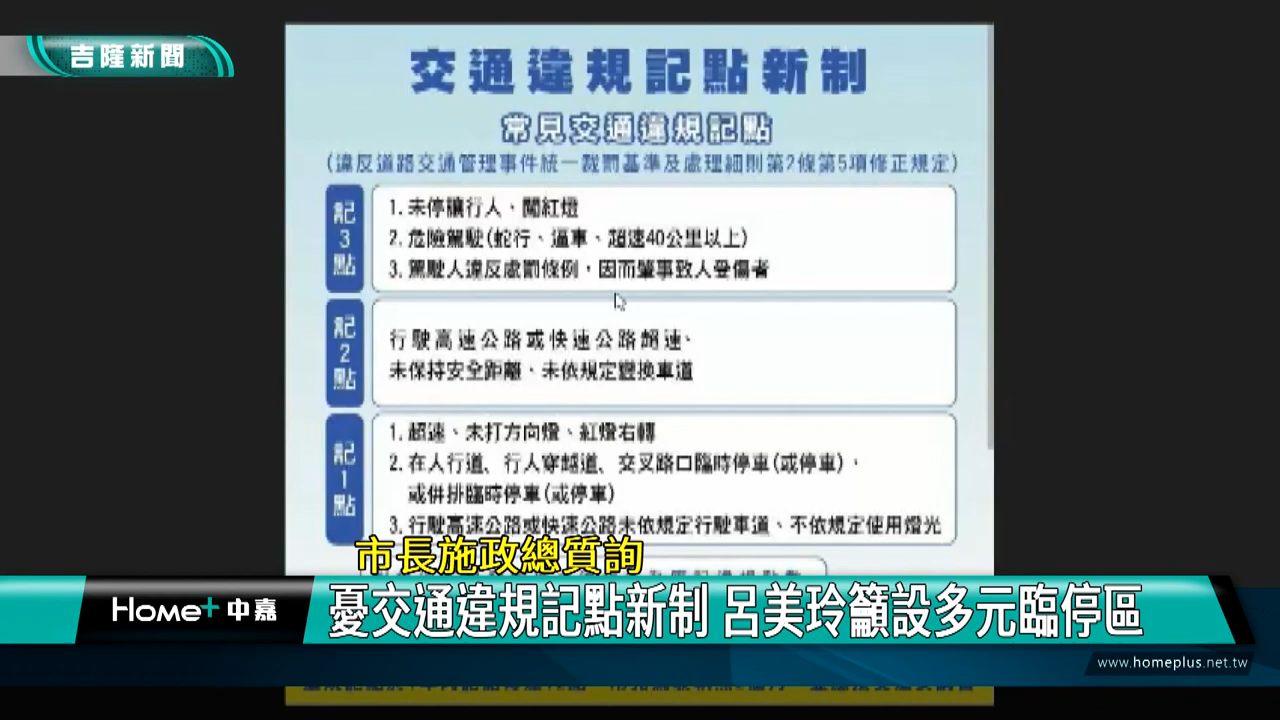 吉隆新聞
交通違規記點新制
常見交通違規記點
(違反道路交通管理事件統一裁罰基準及處理細則第2條第5項修正規定)
記3點
1. 未停讓行人、闖紅燈
2. 危險駕駛(蛇行、逼車、超速40公里以上)
3. 駕駛人違反處罰條例,因而肇事致人受傷者
記2點
行駛高速公路或快速公路超速、
未保持安全距離、未依規定變換車道
記1點
1. 超速、未打方向燈、紅燈右轉
2. 在人行道、行人穿越道、交叉路口臨時停車(或停車),
或併排臨時停車(或停車)
3. 行駛高速公路或快速公路未依規定行駛車道、不依規定使用燈光
市長施政總質詢
Home+中嘉
憂交通違規記點新制 呂美玲籲設多元臨停區
www.homeplus.net.tw